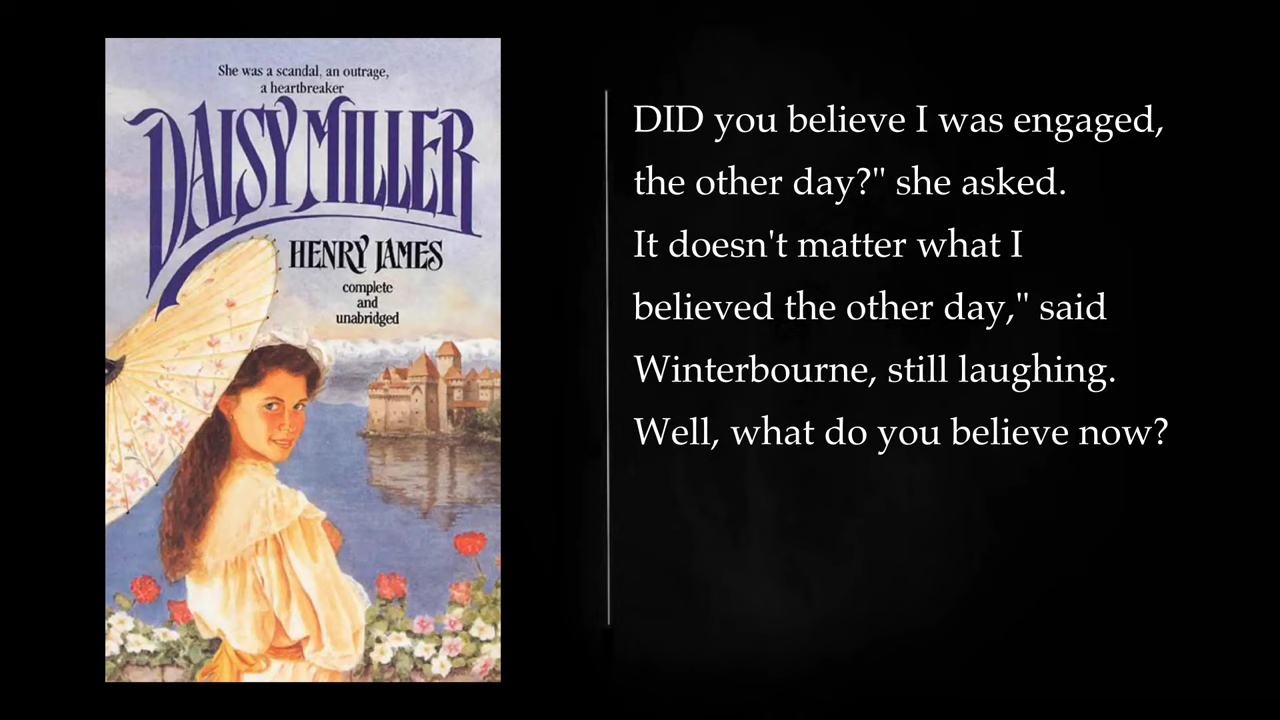 She was a scandal, an outrage,
a heartbreaker
DAISY MILLER
HENRY JAMES
complete
and
unabridged
DID you believe I was engaged,
the other day?" she asked.
It doesn't matter what I
believed the other day," said
Winterbourne, still laughing.
Well, what do you believe now?